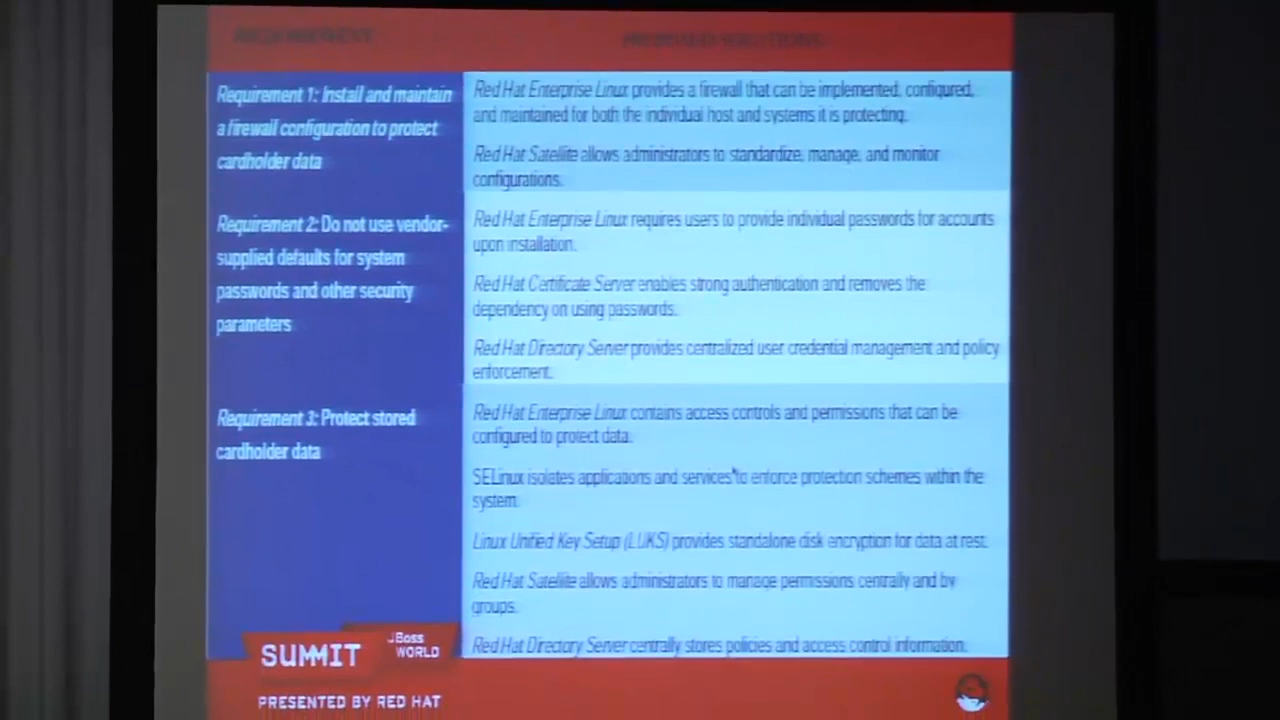 REQUIREMENT
PROPOSED SOLUTIONS
Requirement 1: Install and maintain
a firewall configuration to protect
cardholder data
Red Hat Enterprise Linux provides a firewall that can be implemented, configured,
and maintained for both the individual host and systems it is protecting.
Red Hat Satellite allows administrators to standardize, manage, and monitor
configurations.
Requirement 2: Do not use vendor-
supplied defaults for system
passwords and other security
parameters
Red Hat Enterprise Linux requires users to provide individual passwords for accounts
upon installation.
Red Hat Certificate Server enables strong authentication and removes the
dependency on using passwords.
Red Hat Directory Server provides centralized user credential management and policy
enforcement.
Requirement 3: Protect stored
cardholder data
Red Hat Enterprise Linux contains access controls and permissions that can be
configured to protect data.
SELinux isolates applications and services to enforce protection schemes within the
system.
Linux Unified Key Setup (LUKS) provides standalone disk encryption for data at rest.
Red Hat Satellite allows administrators to manage permissions centrally and by
groups.
Red Hat Directory Server centrally stores policies and access control information.
SUMMIT
JBoss
WORLD
PRESENTED BY RED HAT